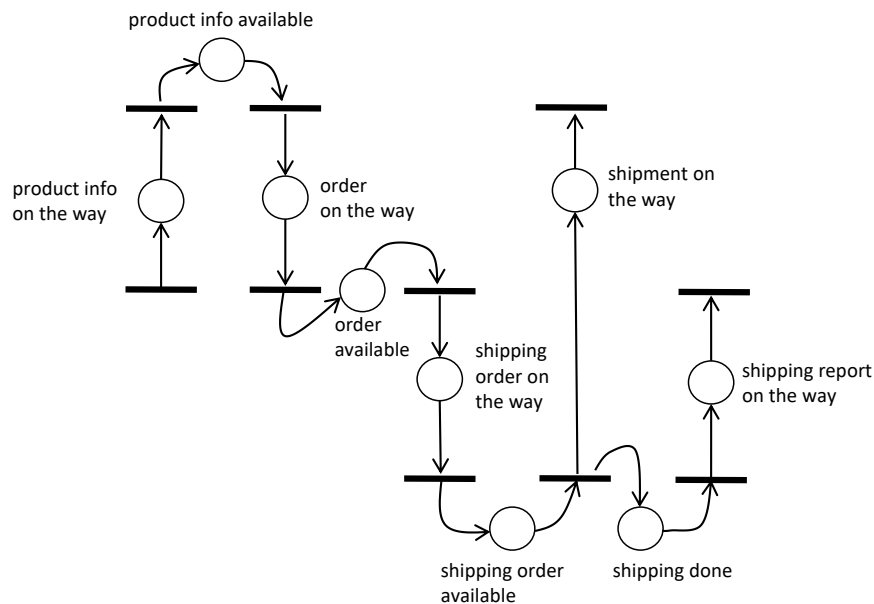 product info available
product info
on the way
order
on the way
shipment on
the way
order
available
shipping
order on
the way
shipping report
on the way
shipping order
available
shipping done